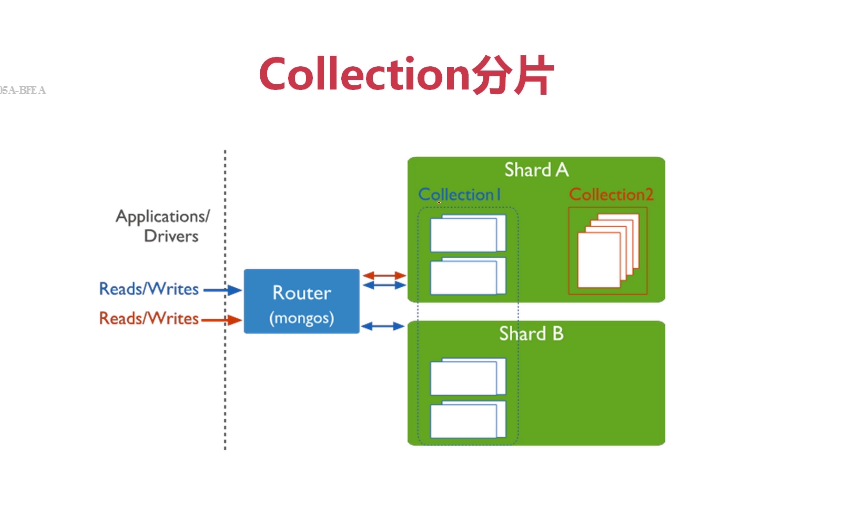 Collection分片
05A-BFEA
Shard A
Collection1
Collection2
Applications/
Drivers
Reads/Writes
Reads/Writes
Router
(mongos)
Shard B